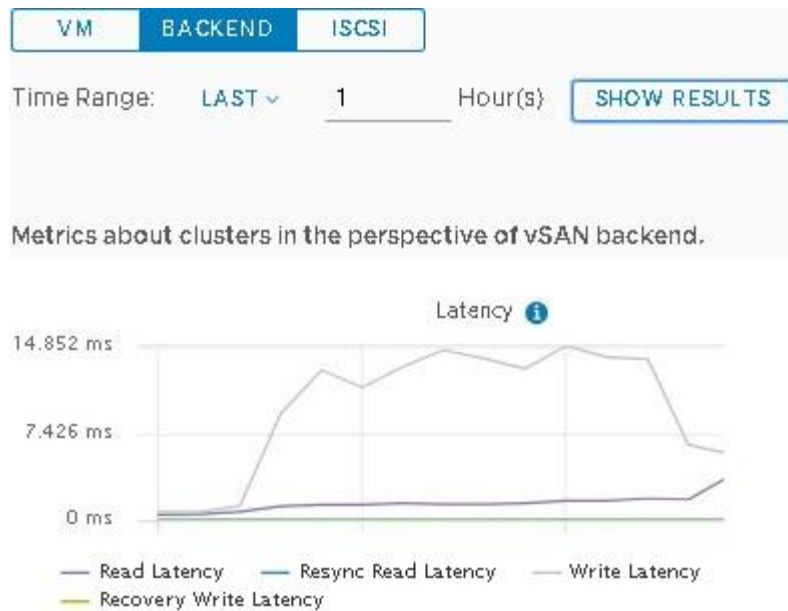 VM BACKEND ISCSI
Time Range: LAST 1 Hour(s) SHOW RESULTS
Metrics about clusters in the perspective of vSAN backend.
Latency i
14.852 ms
7.426 ms
0 ms
Read Latency Resync Read Latency Write Latency
Recovery Write Latency